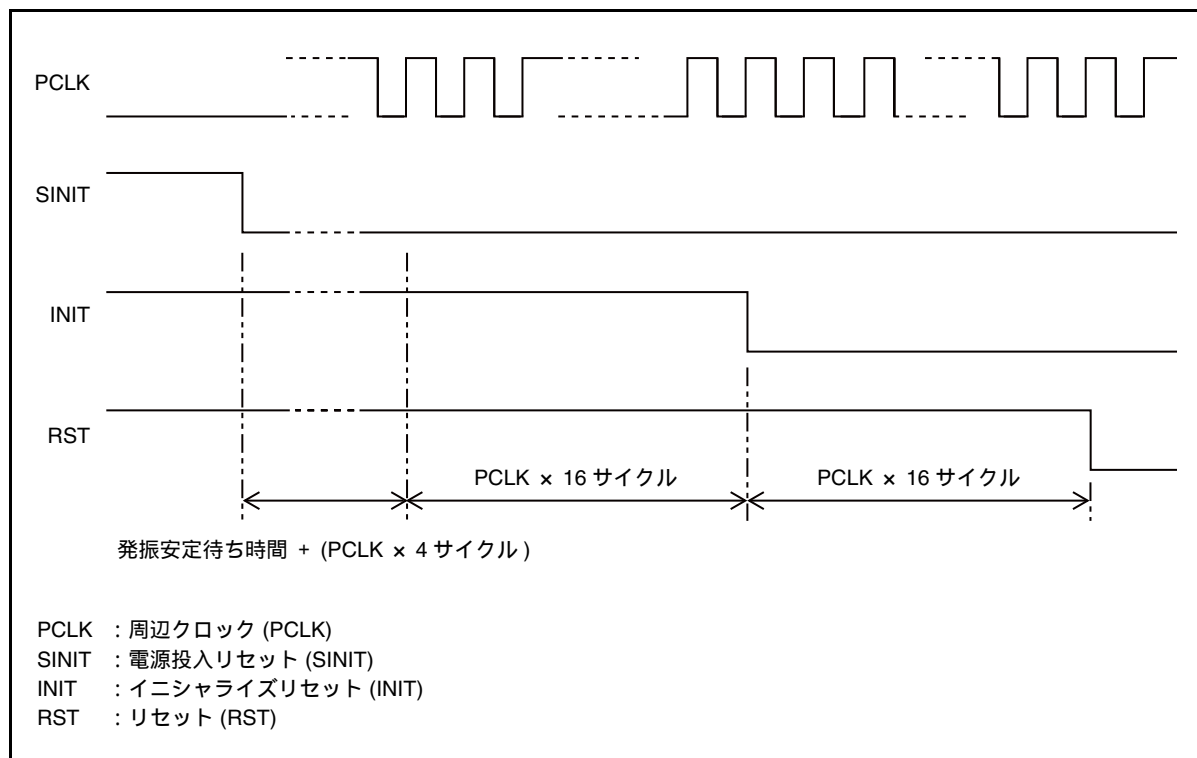 PCLK
SINIT
INIT
RST
PCLK × 16 サイクル
PCLK × 16 サイクル
発振安定待ち時間 + (PCLK × 4 サイクル )
PCLK : 周辺クロック (PCLK)
SINIT : 電源投入リセット (SINIT)
INIT : イニシャライズリセット (INIT)
RST : リセット (RST)